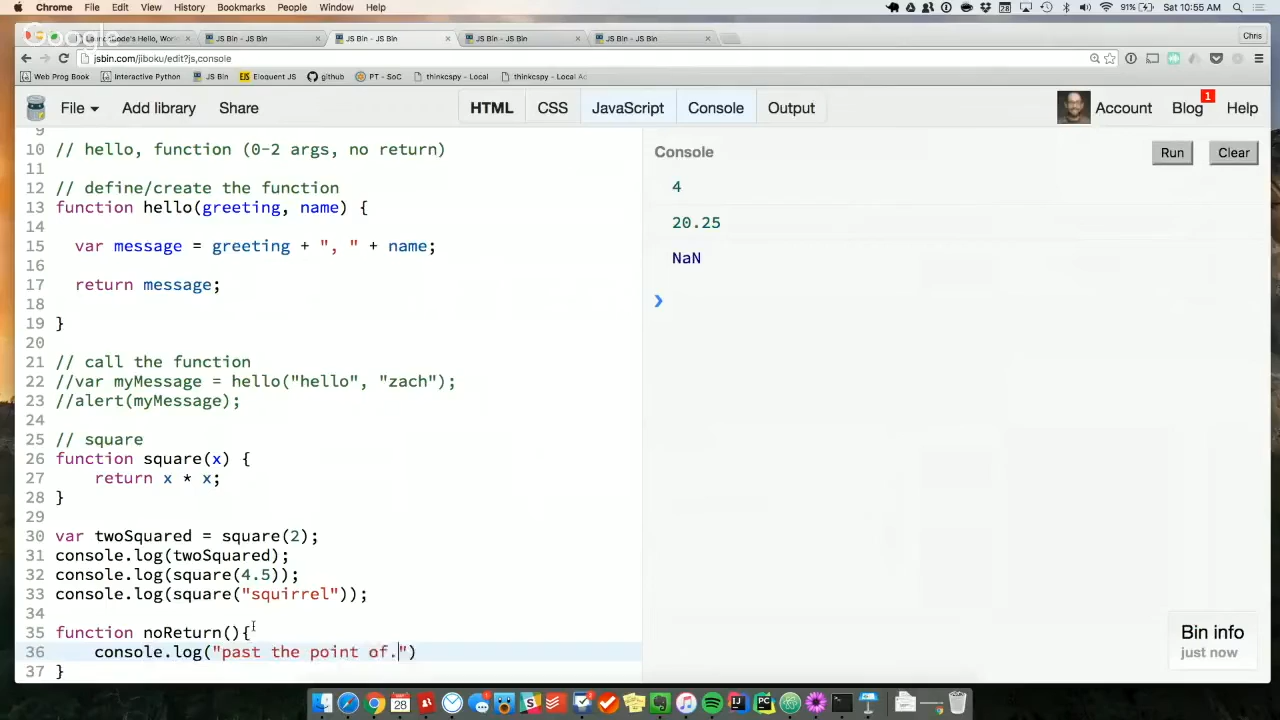 Chrome File Edit View History Bookmarks People Window Help 91% Sat 10:55 AM
Google
JS Bin - JS Bin
JS Bin - JS Bin
JS Bin - JS Bin
JS Bin - JS Bin
Chris
jsbin.com/jiboku/edit?js,console
Web Prog Book Interactive Python JS Bin Eloquent JS github PT - SoC thinkcspy - Local
File Add library Share HTML CSS JavaScript Console Output Account Blog 1 Help
9
10 // hello, function (0-2 args, no return)
11
12 // define/create the function
13 function hello(greeting, name) {
14
15 var message = greeting + ", " + name;
16
17 return message;
18
19 }
20
21 // call the function
22 //var myMessage = hello("hello", "zach");
23 //alert(myMessage);
24
25 // square
26 function square(x) {
27 return x * x;
28 }
29
30 var twoSquared = square(2);
31 console.log(twoSquared);
32 console.log(square(4.5));
33 console.log(square("squirrel"));
34
35 function noReturn(){
36 console.log("past the point of.")
37 }
Console
Run Clear
4
20.25
NaN
Bin info
just now